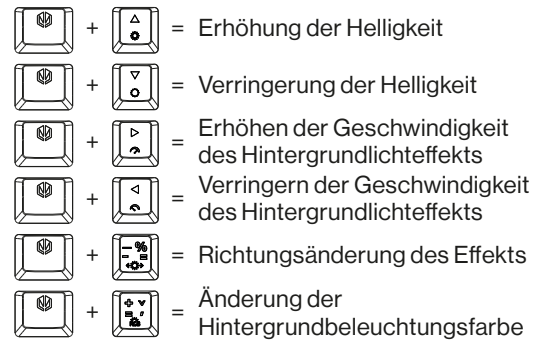 + △ = Erhöhung der Helligkeit
+ ▽ = Verringerung der Helligkeit
+ ▷ = Erhöhen der Geschwindigkeit
des Hintergrundlichteffekts
+ ◁ = Verringern der Geschwindigkeit
des Hintergrundlichteffekts
+ = Richtungsänderung des Effekts
+ = Änderung der
Hintergrundbeleuchtungsfarbe